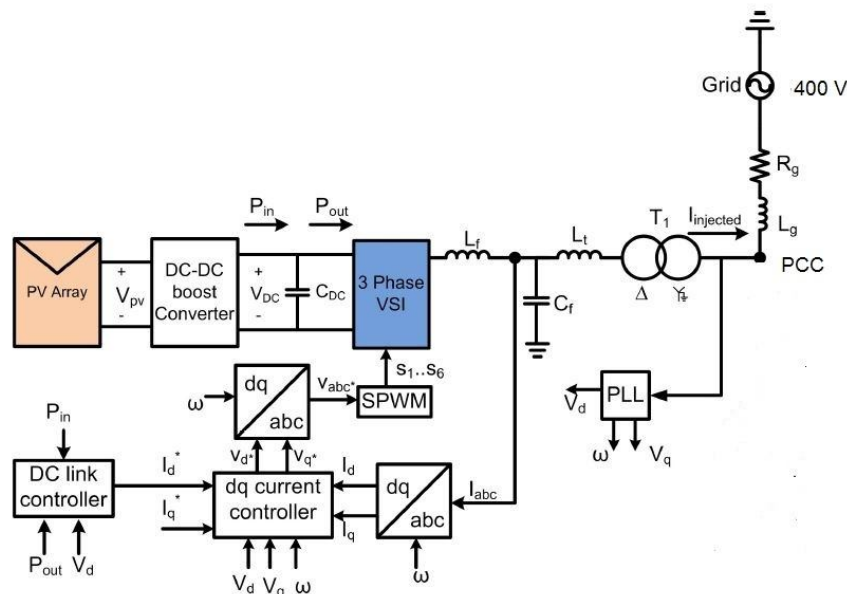 Grid
400 V
R_g
L_g
PCC
I_injected
T_1
L_t
L_f
C_f
Δ
P_in
P_out
PV Array
+
V_pv
-
DC-DC
boost
Converter
+
V_DC
-
C_DC
3 Phase
VSI
s_1..s_6
SPWM
v_abc*
dq
abc
ω
PLL
V_d
ω
V_q
P_in
DC link
controller
P_out
V_d
I_d*
I_q*
v_d*
v_q*
dq current
controller
I_d
I_q
dq
abc
I_abc
V_d
V_q
ω
ω